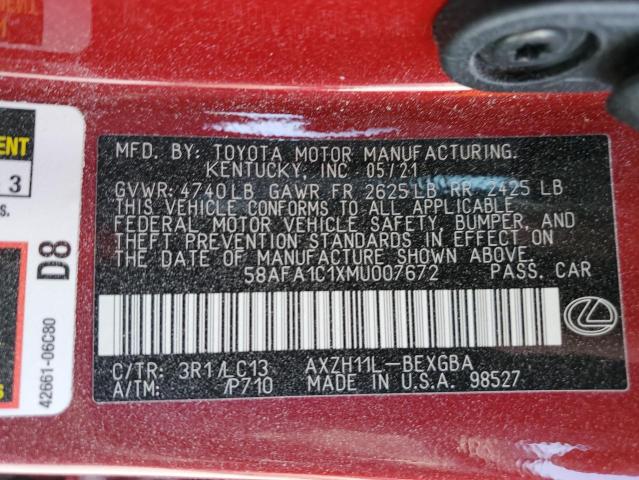 MFD. BY: TOYOTA MOTOR MANUFACTURING.
KENTUCKY, INC 05/21
GVWR: 4740LB GAWR FR 2625LB RR 2425 LB
THIS VEHICLE CONFORMS TO ALL APPLICABLE
FEDERAL MOTOR VEHICLE SAFETY, BUMPER, AND
THEFT PREVENTION STANDARDS IN EFFECT ON
THE DATE OF MANUFACTURE SHOWN ABOVE.
58AFA1C1XMU007672 PASS. CAR
C/TR: 3R1/LC13 AXZH11L-BEXGBA
A/TM: /P710 MADE IN U.S.A. 98527
3
D8
42661-06C80